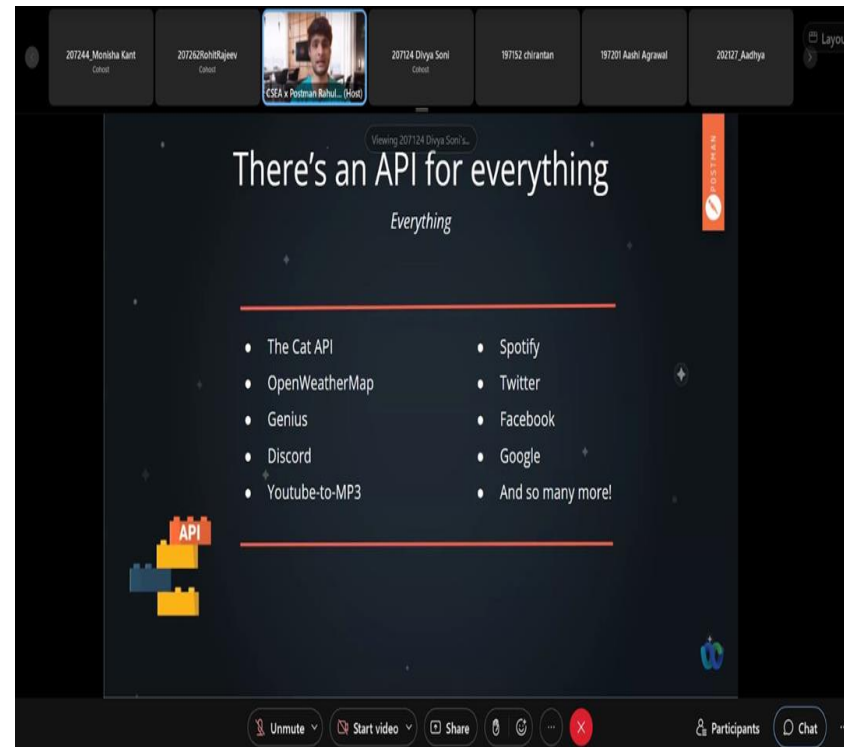 207244_Monisha Kant
Cohost
207262RohitRajeev
Cohost
CSEA x Postman Rahul... (Host)
207124 Divya Soni
Cohost
197152 chirantan
197201 Aashi Agrawal
202127_Aadhya
Layou
Viewing 207124 Divya Soni's...
There's an API for everything
Everything
POSTMAN
• The Cat API
• OpenWeatherMap
• Genius
• Discord
• Youtube-to-MP3
• Spotify
• Twitter
• Facebook
• Google
• And so many more!
API
Unmute
Start video
Share
Participants
Chat